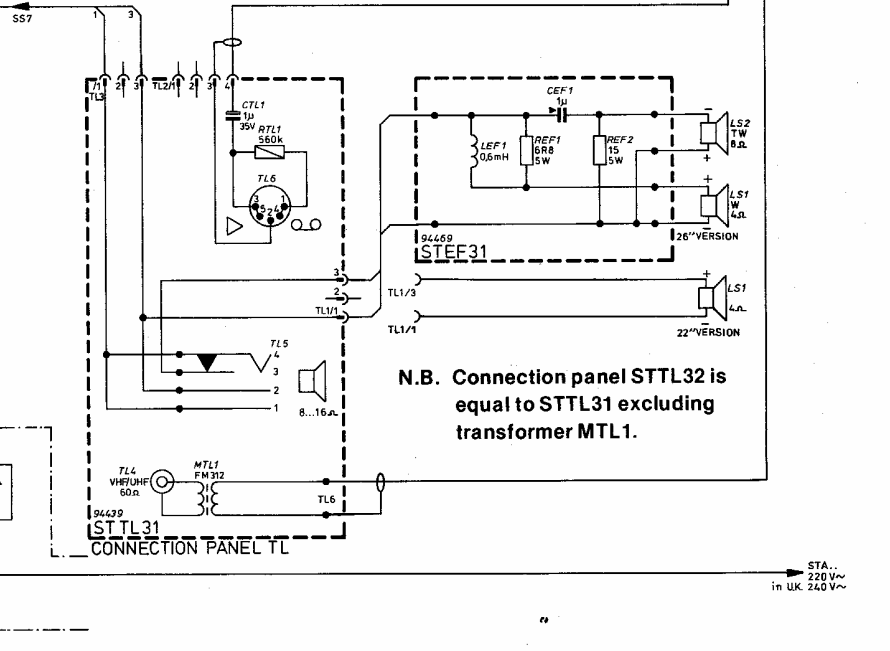 SS7
1
3
/1
TL3
2
3
TL2/1
2
3
4
CTL1
1µ
35V
RTL1
560k
TL6
3 1
5 2 4
CEF1
1µ
LEF1
0,6mH
REF1
6R8
5W
REF2
15
5W
−
LS2
TW
8Ω
+
+
LS1
W
4Ω
−
26"VERSION
94469
STEF31
3
2
TL1/1
TL1/3
TL1/1
+
LS1
4Ω
−
22"VERSION
TL5
4
3
2
1
8...16Ω
N.B. Connection panel STTL32 is
equal to STTL31 excluding
transformer MTL1.
TL4
VHF/UHF
60Ω
MTL1
FM312
TL6
94439
STTL31
CONNECTION PANEL TL
STA..
220V~
in U.K. 240V~